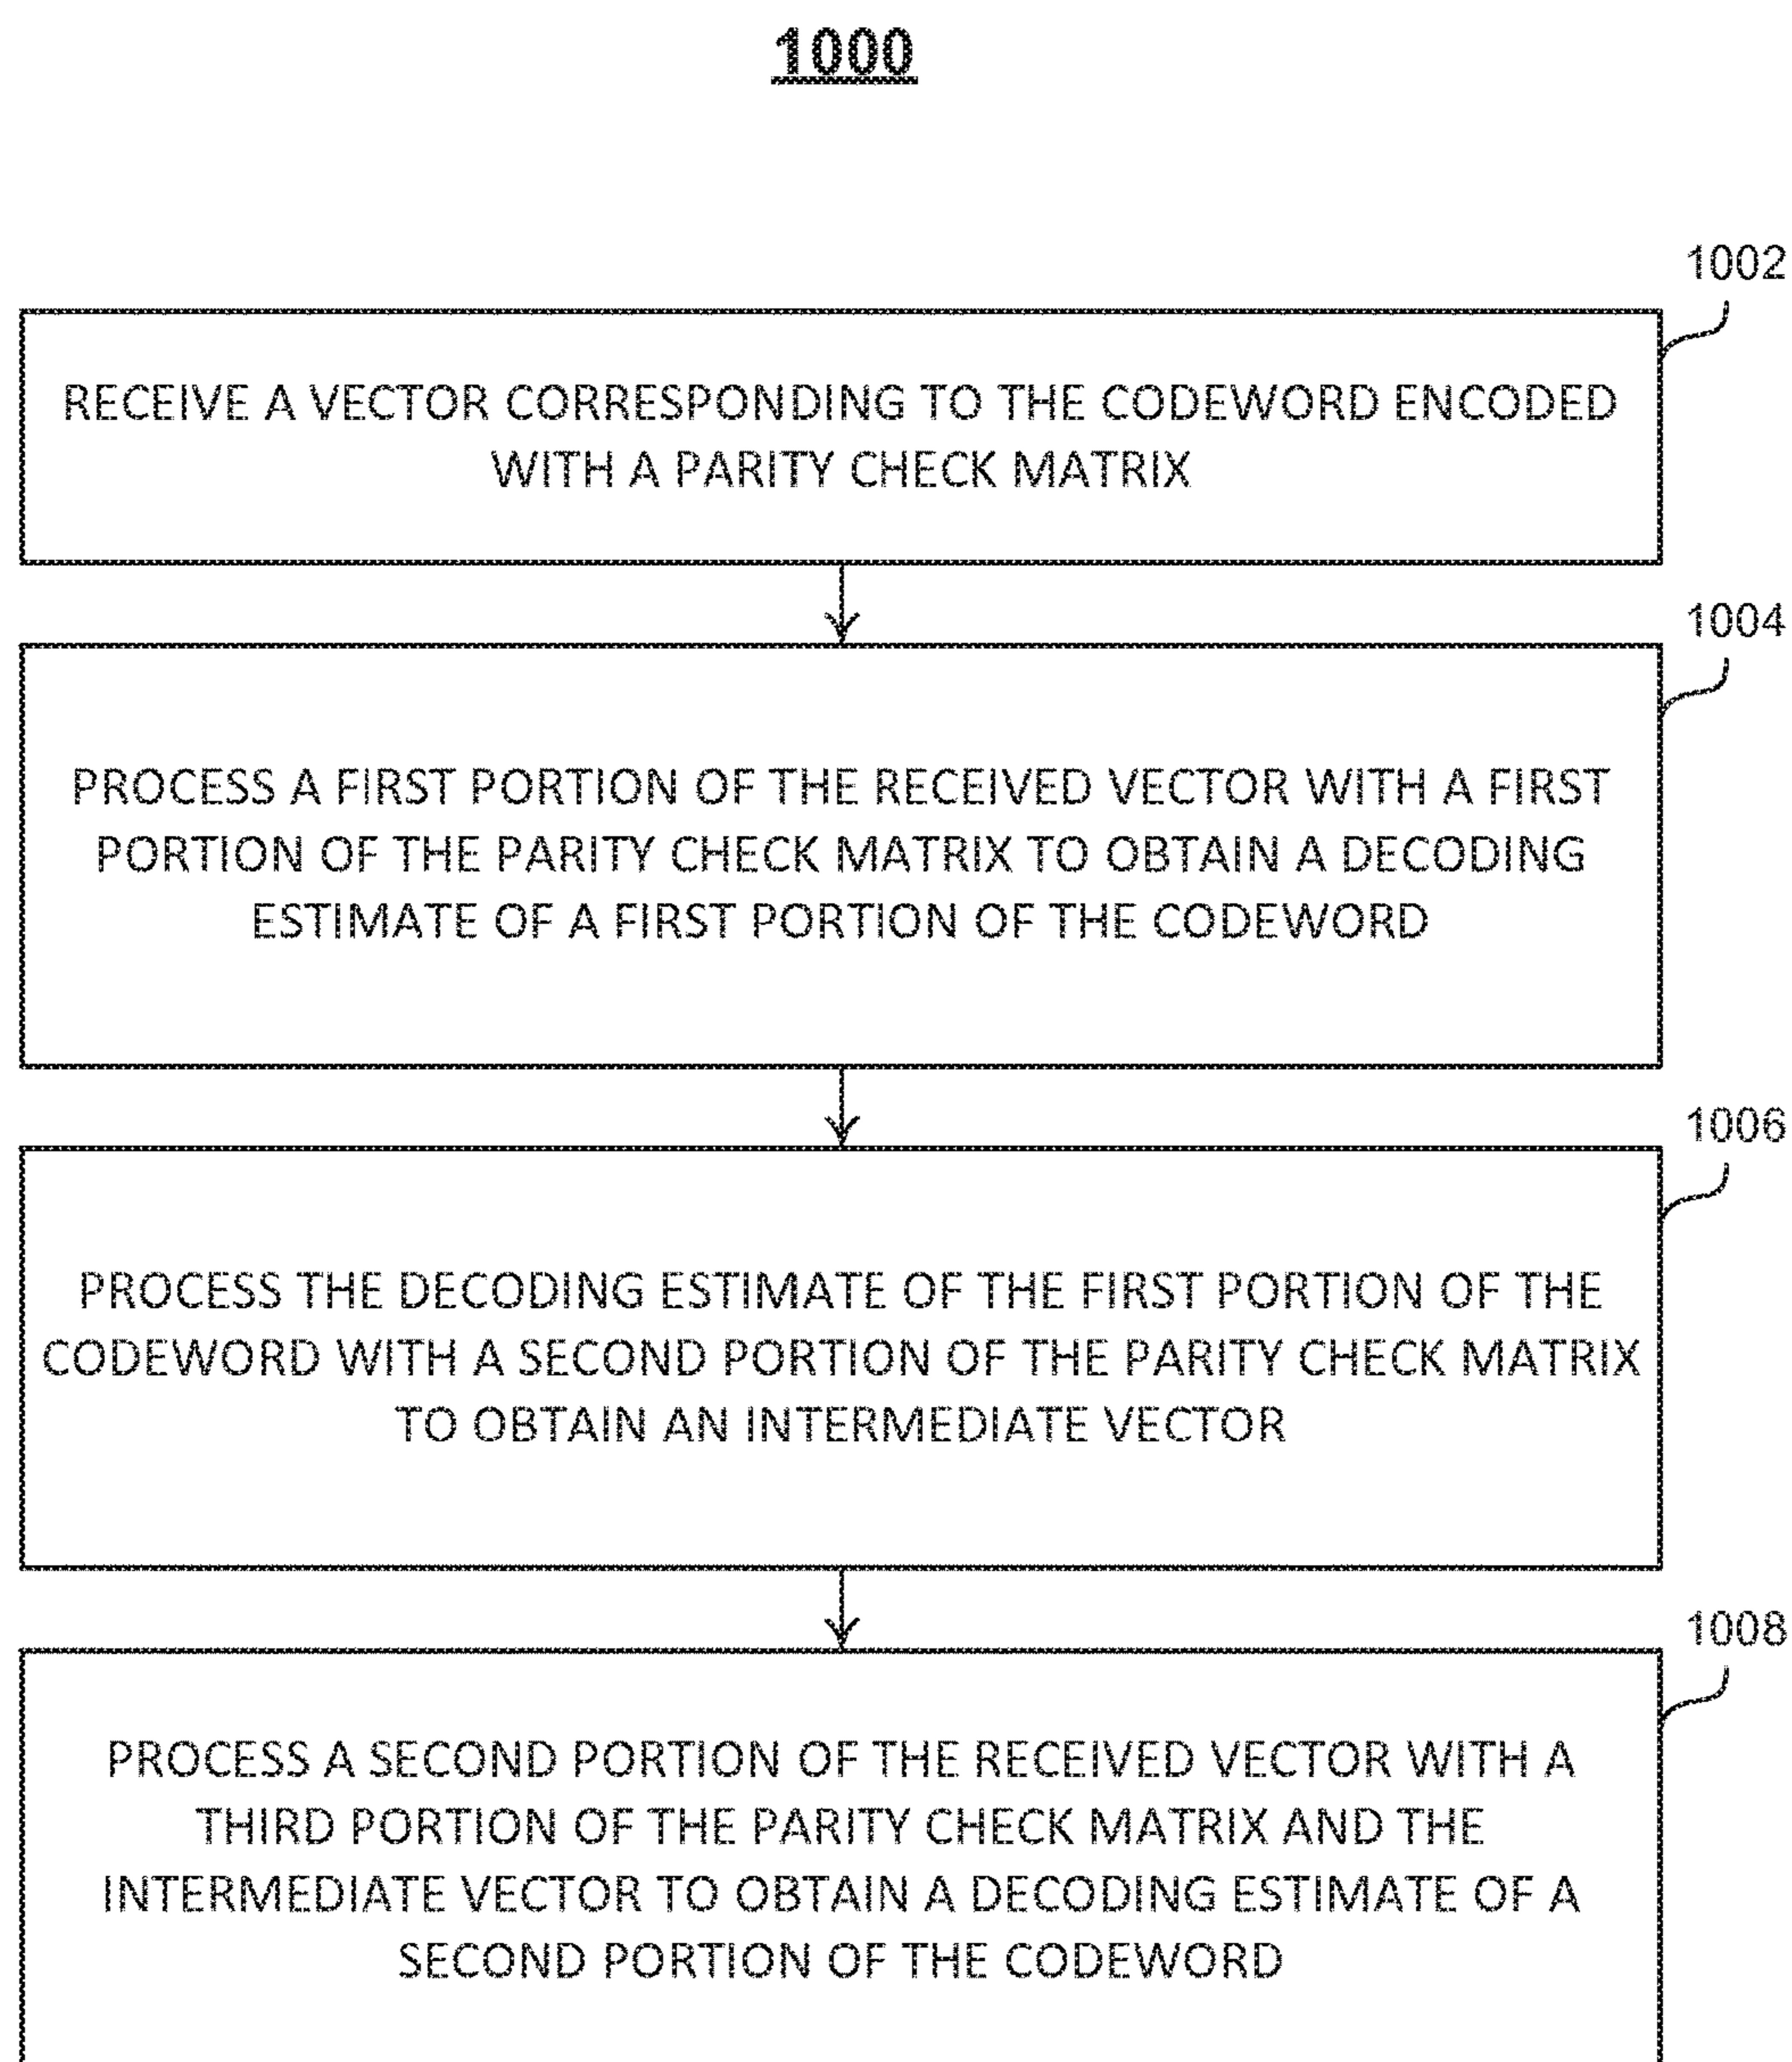 1000
1002
RECEIVE A VECTOR CORRESPONDING TO THE CODEWORD ENCODED
WITH A PARITY CHECK MATRIX
1004
PROCESS A FIRST PORTION OF THE RECEIVED VECTOR WITH A FIRST
PORTION OF THE PARITY CHECK MATRIX TO OBTAIN A DECODING
ESTIMATE OF A FIRST PORTION OF THE CODEWORD
1006
PROCESS THE DECODING ESTIMATE OF THE FIRST PORTION OF THE
CODEWORD WITH A SECOND PORTION OF THE PARITY CHECK MATRIX
TO OBTAIN AN INTERMEDIATE VECTOR
1008
PROCESS A SECOND PORTION OF THE RECEIVED VECTOR WITH A
THIRD PORTION OF THE PARITY CHECK MATRIX AND THE
INTERMEDIATE VECTOR TO OBTAIN A DECODING ESTIMATE OF A
SECOND PORTION OF THE CODEWORD